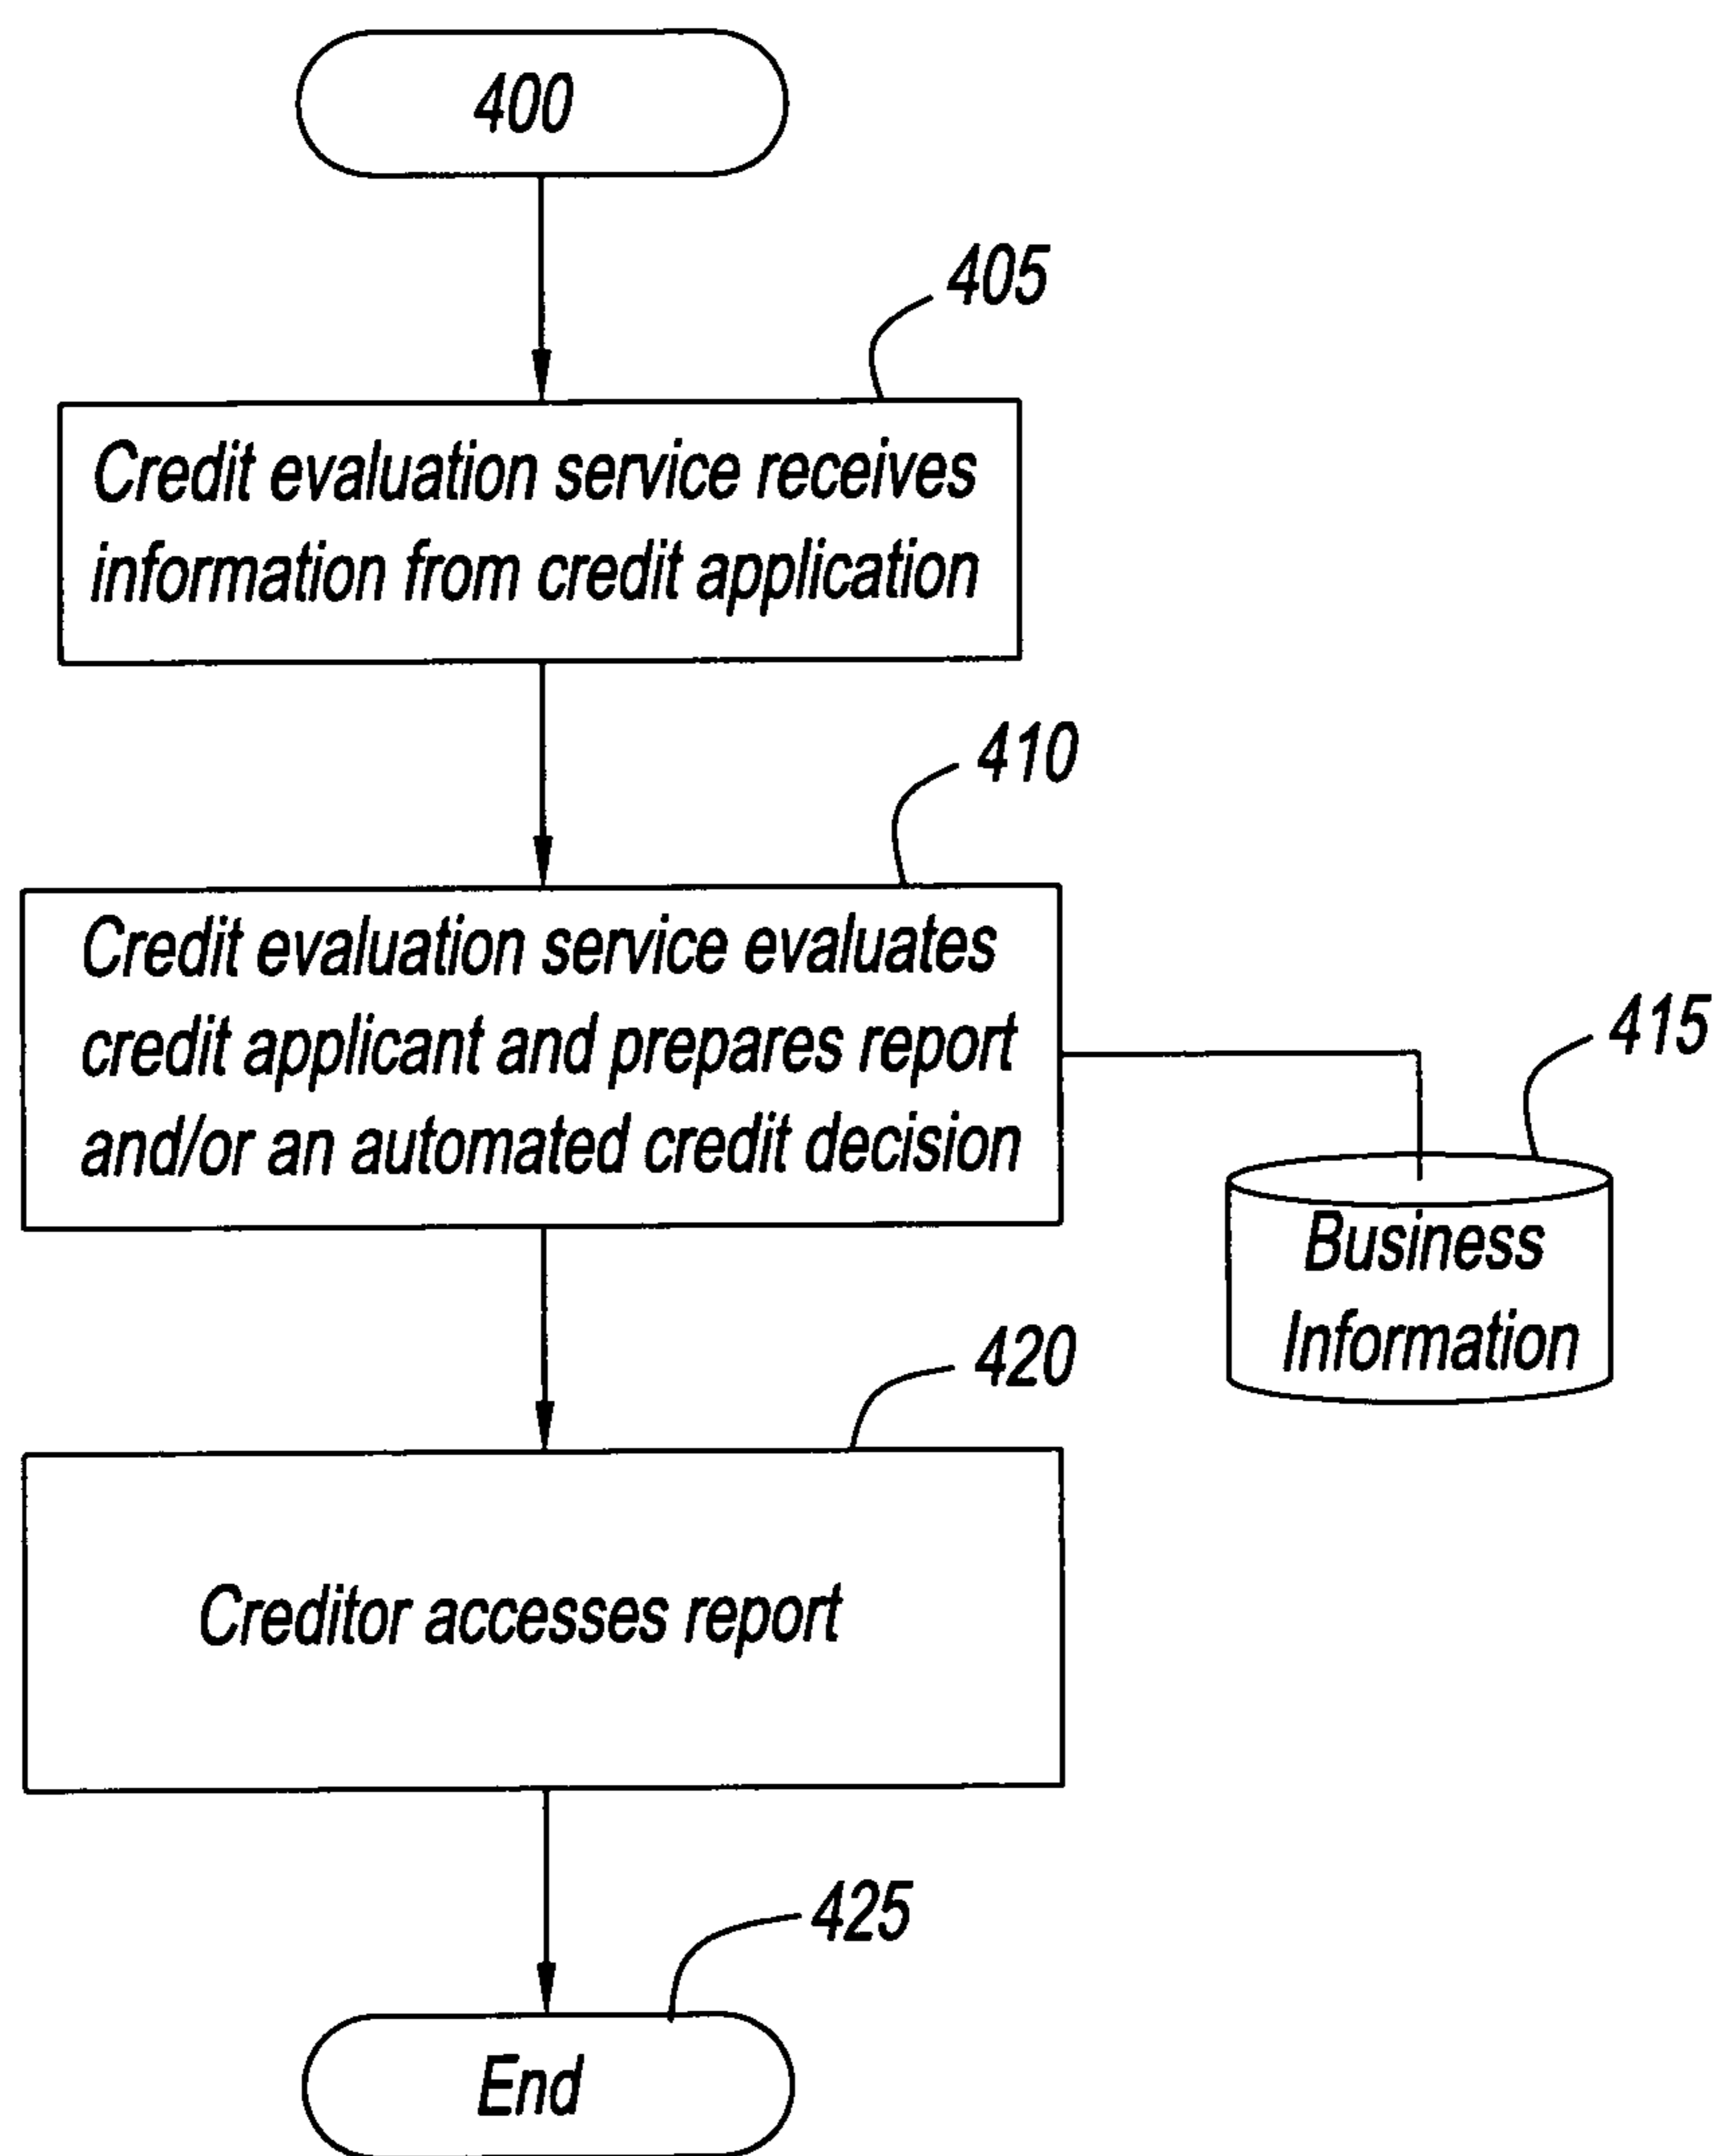 400
405
Credit evaluation service receives
information from credit application
410
Credit evaluation service evaluates
credit applicant and prepares report
and/or an automated credit decision
415
Business
Information
420
Creditor accesses report
425
End